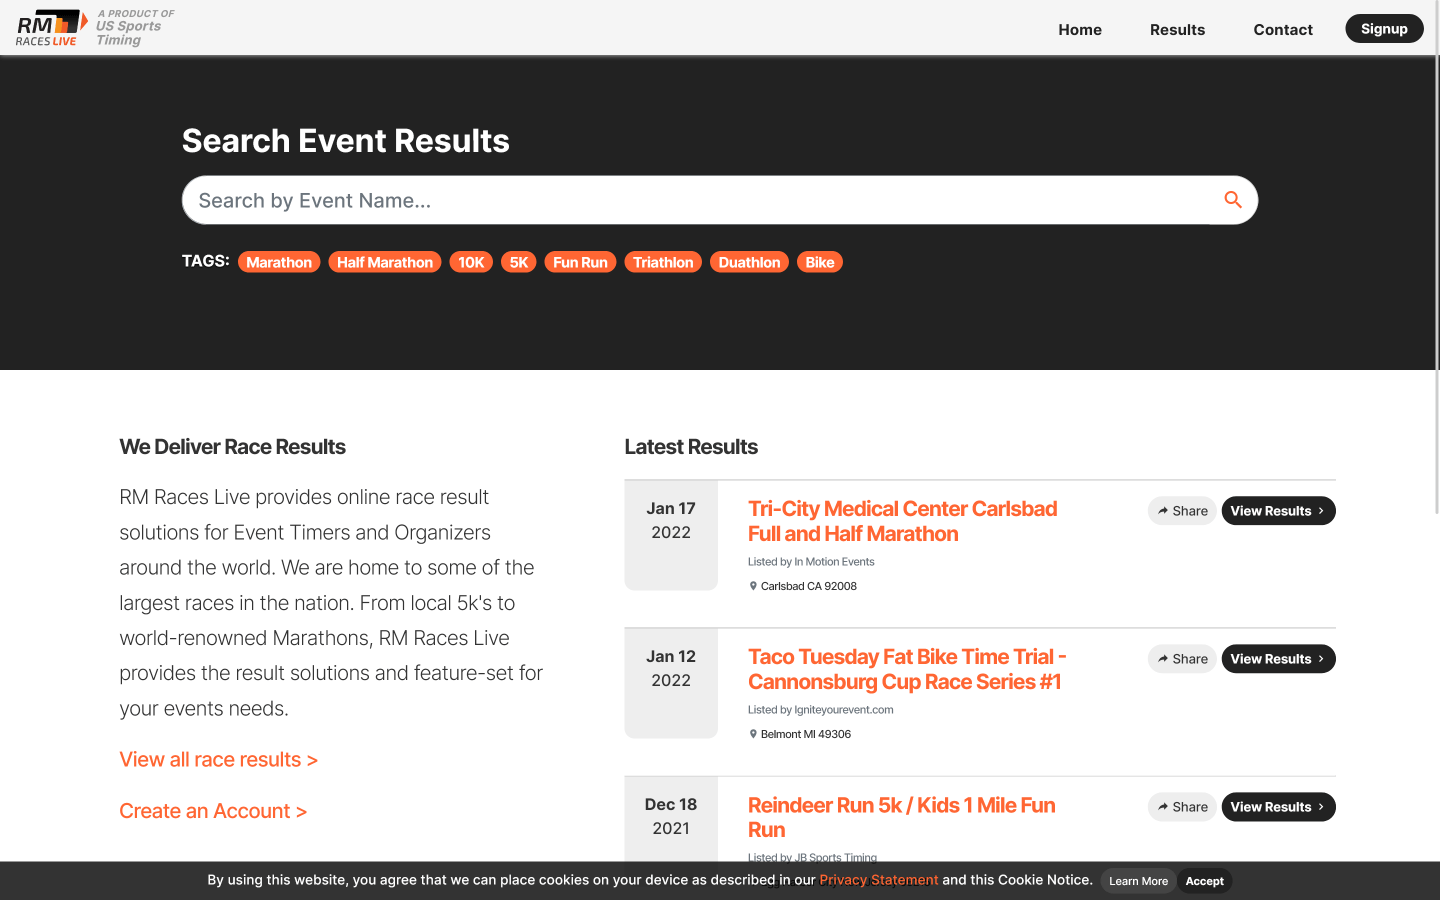 RM
RACES LIVE
A PRODUCT OF
US Sports
Timing
Home
Results
Contact
Signup
Search Event Results
Search by Event Name...
TAGS: Marathon Half Marathon 10K 5K Fun Run Triathlon Duathlon Bike
We Deliver Race Results
RM Races Live provides online race result
solutions for Event Timers and Organizers
around the world. We are home to some of the
largest races in the nation. From local 5k's to
world-renowned Marathons, RM Races Live
provides the result solutions and feature-set for
your events needs.
View all race results >
Create an Account >
Latest Results
Jan 17
2022
Tri-City Medical Center Carlsbad
Full and Half Marathon
Listed by In Motion Events
Carlsbad CA 92008
Share
View Results
Jan 12
2022
Taco Tuesday Fat Bike Time Trial -
Cannonsburg Cup Race Series #1
Listed by Igniteyourevent.com
Belmont MI 49306
Share
View Results
Dec 18
2021
Reindeer Run 5k / Kids 1 Mile Fun
Run
Listed by JB Sports Timing
Share
View Results
By using this website, you agree that we can place cookies on your device as described in our Privacy Statement and this Cookie Notice. Learn More Accept